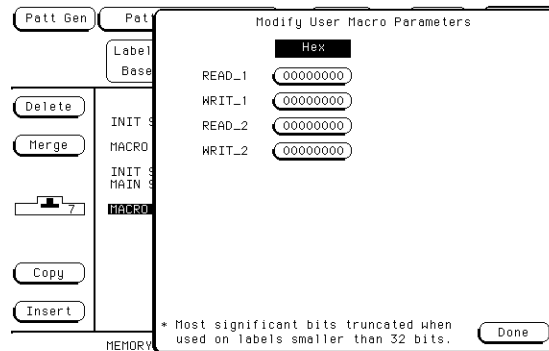 Patt Gen Patt
Label
Base
Delete
Merge
INIT S
MACRO
INIT S
MAIN S
7
MACRO
Copy
Insert
MEMORY
Modify User Macro Parameters
Hex
READ_1 00000000
WRIT_1 00000000
READ_2 00000000
WRIT_2 00000000
* Most significant bits truncated when
used on labels smaller than 32 bits.
Done